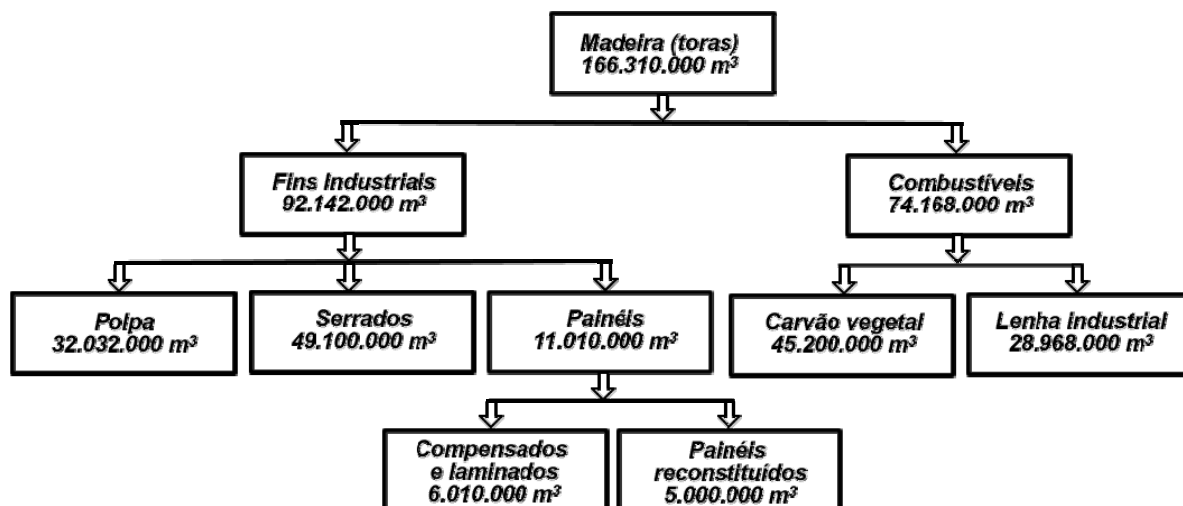 Madeira (toras)
166.310.000 m³
Fins Industriais
92.142.000 m³
Combustíveis
74.168.000 m³
Polpa
32.032.000 m³
Serrados
49.100.000 m³
Painéis
11.010.000 m³
Carvão vegetal
45.200.000 m³
Lenha industrial
28.968.000 m³
Compensados
e laminados
6.010.000 m³
Painéis
reconstituídos
5.000.000 m³